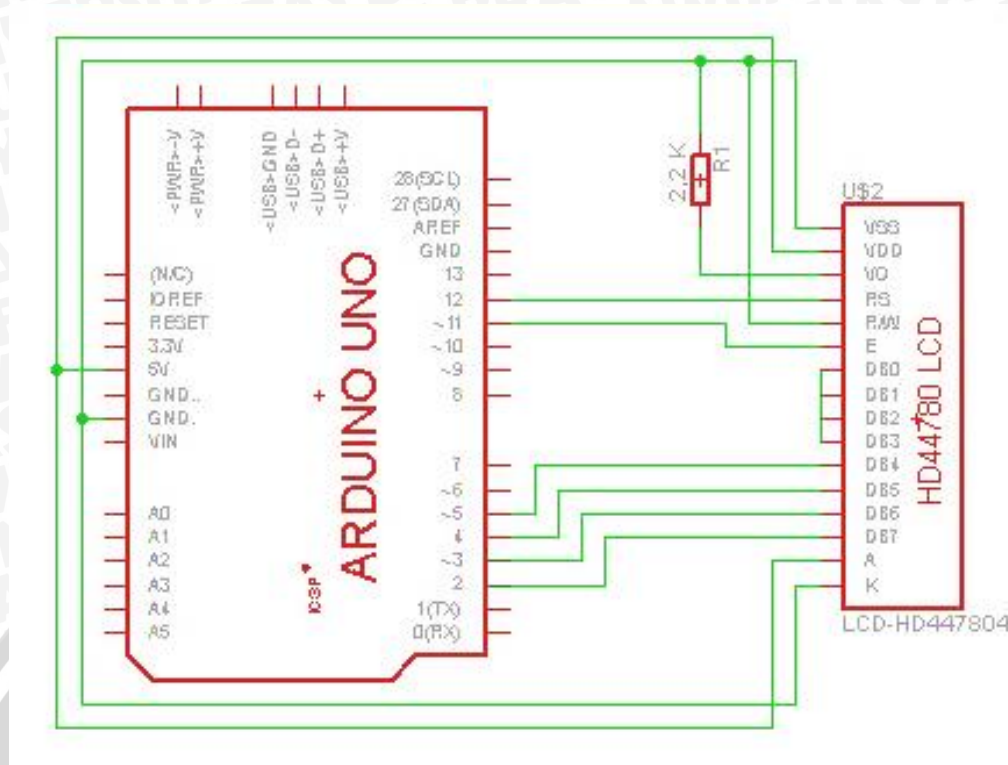 <PWR>-V
<PWR>+V
<USB>GND
<USB>D-
<USB>D+
<USB>+V
28(SCL)
27(SDA)
AREF
GND
13
12
~11
~10
~9
8
7
~6
~5
4
~3
2
1(TX)
0(RX)
(N/C)
IOREF
RESET
3.3V
5V
GND..
GND.
VIN
A0
A1
A2
A3
A4
A5
ARDUINO UNO
ICSP
2,2 K
R1
U$2
VSS
VDD
VO
RS
R/W
E
DB0
DB1
DB2
DB3
DB4
DB5
DB6
DB7
A
K
HD44780 LCD
LCD-HD447804